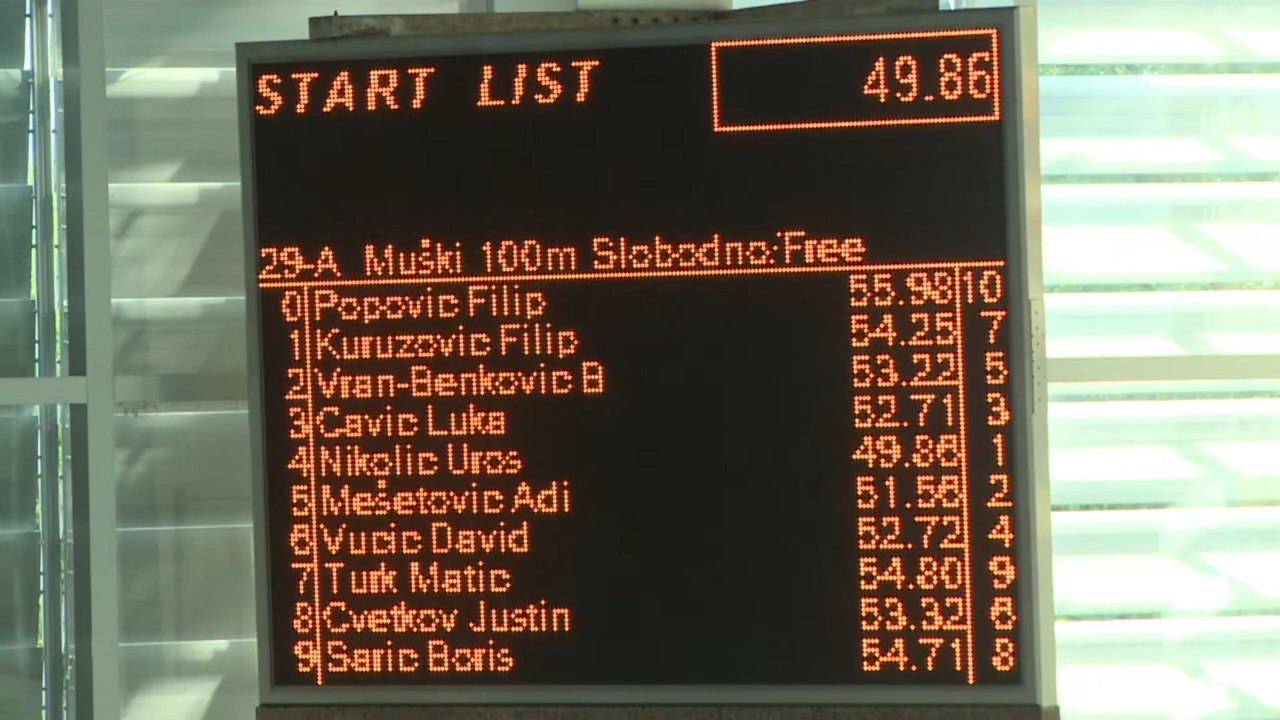 START LIST 49.86
29-A Muški 100m Slobodno:Free
0 Popovic Filip 55.98 10
1 Kuruzovic Filip 54.25 7
2 Vran-Benkovic B 53.22 5
3 Cavic Luka 52.71 3
4 Nikolic Uros 49.86 1
5 Mešetovic Adi 51.56 2
6 Vucic David 52.72 4
7 Turk Matic 54.80 9
8 Cvetkov Justin 53.32 6
9 Saric Boris 54.71 8